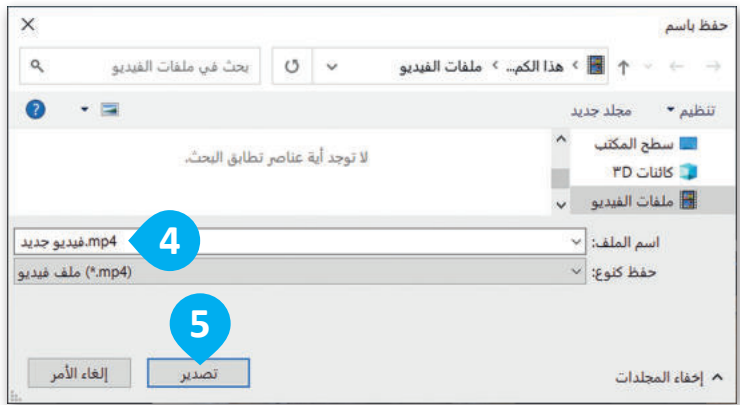 حفظ باسم
هذا الكم... › ملفات الفيديو
بحث في ملفات الفيديو
تنظيم
مجلد جديد
سطح المكتب
كائنات ٣D
ملفات الفيديو
لا توجد أية عناصر تطابق البحث.
اسم الملف:
فيديو جديد.mp4
4
حفظ كنوع:
ملف فيديو (*.mp4)
5
إخفاء المجلدات
تصدير
إلغاء الأمر